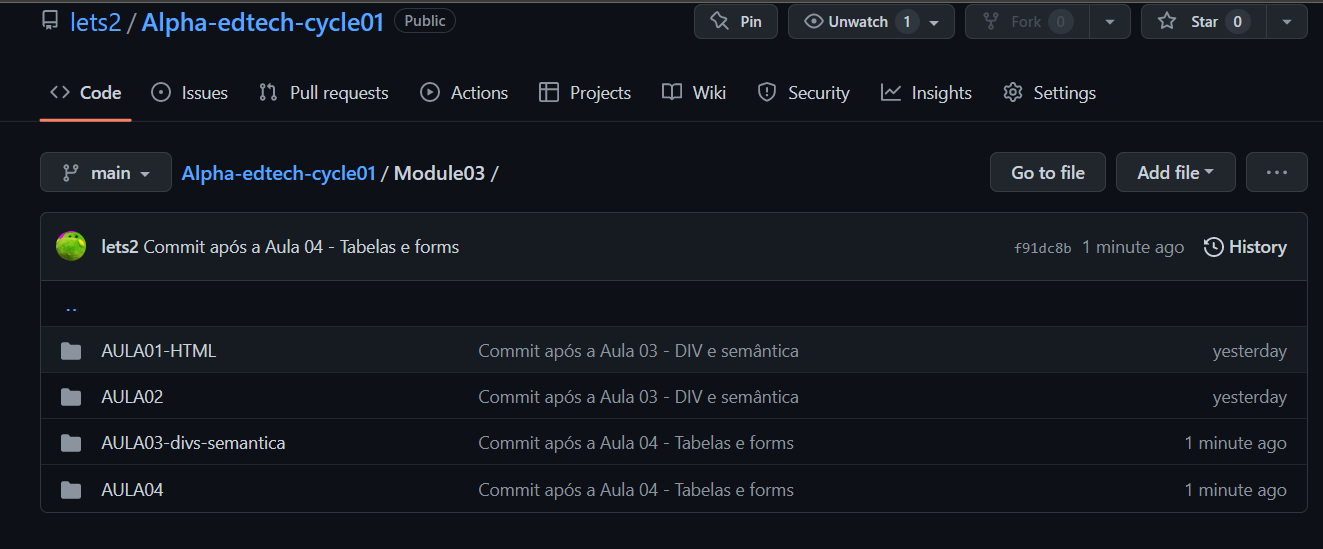 lets2 / Alpha-edtech-cycle01 Public Pin Unwatch 1 Fork 0 Star 0
Code Issues Pull requests Actions Projects Wiki Security Insights Settings
main Alpha-edtech-cycle01 / Module03 / Go to file Add file ...
lets2 Commit após a Aula 04 - Tabelas e forms f91dc8b 1 minute ago History
..
AULA01-HTML Commit após a Aula 03 - DIV e semântica yesterday
AULA02 Commit após a Aula 03 - DIV e semântica yesterday
AULA03-divs-semantica Commit após a Aula 04 - Tabelas e forms 1 minute ago
AULA04 Commit após a Aula 04 - Tabelas e forms 1 minute ago